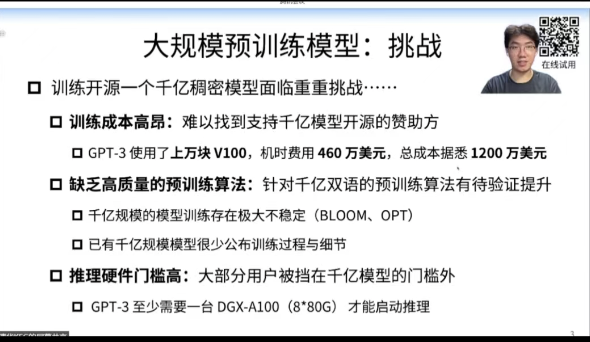 大规模预训练模型：挑战
在线试用
训练开源一个千亿稠密模型面临重重挑战……
训练成本高昂：难以找到支持千亿模型开源的赞助方
GPT-3 使用了上万块 V100，机时费用 460 万美元，总成本据悉 1200 万美元
缺乏高质量的预训练算法：针对千亿双语的预训练算法有待验证提升
千亿规模的模型训练存在极大不稳定（BLOOM、OPT）
已有千亿规模模型很少公布训练过程与细节
推理硬件门槛高：大部分用户被挡在千亿模型的门槛外
GPT-3 至少需要一台 DGX-A100（8*80G） 才能启动推理
3